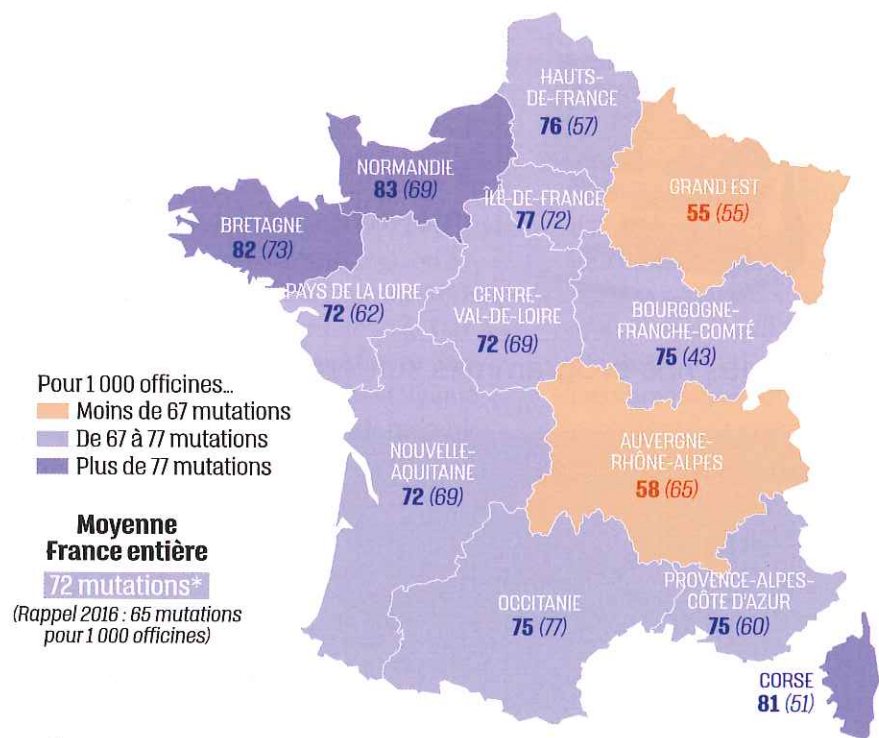 HAUTS-
DE-FRANCE
76 (57)
NORMANDIE
83 (69)
ÎLE-DE-FRANCE
77 (72)
GRAND EST
55 (55)
BRETAGNE
82 (73)
PAYS DE LA LOIRE
72 (62)
CENTRE-
VAL-DE-LOIRE
72 (69)
BOURGOGNE-
FRANCHE-COMTÉ
75 (43)
Pour 1 000 officines...
Moins de 67 mutations
De 67 à 77 mutations
Plus de 77 mutations
NOUVELLE-
AQUITAINE
72 (69)
AUVERGNE-
RHÔNE-ALPES
58 (65)
Moyenne
France entière
72 mutations*
(Rappel 2016 : 65 mutations
pour 1 000 officines)
OCCITANIE
75 (77)
PROVENCE-ALPES-
CÔTE D'AZUR
75 (60)
CORSE
81 (51)